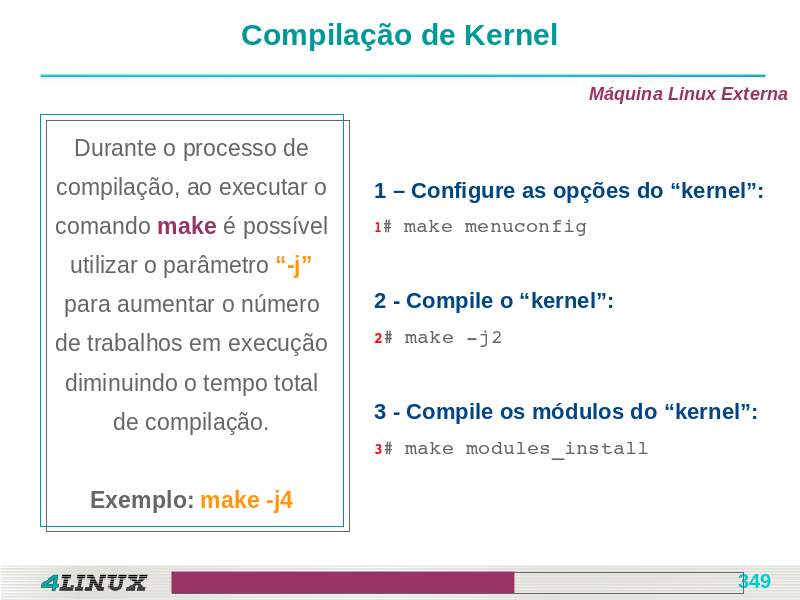 Compilação de Kernel
Máquina Linux Externa
Durante o processo de
compilação, ao executar o
comando make é possível
utilizar o parâmetro “-j”
para aumentar o número
de trabalhos em execução
diminuindo o tempo total
de compilação.
Exemplo: make -j4
1 – Configure as opções do “kernel”:
1# make menuconfig
2 - Compile o “kernel”:
2# make -j2
3 - Compile os módulos do “kernel”:
3# make modules_install
4LINUX
349